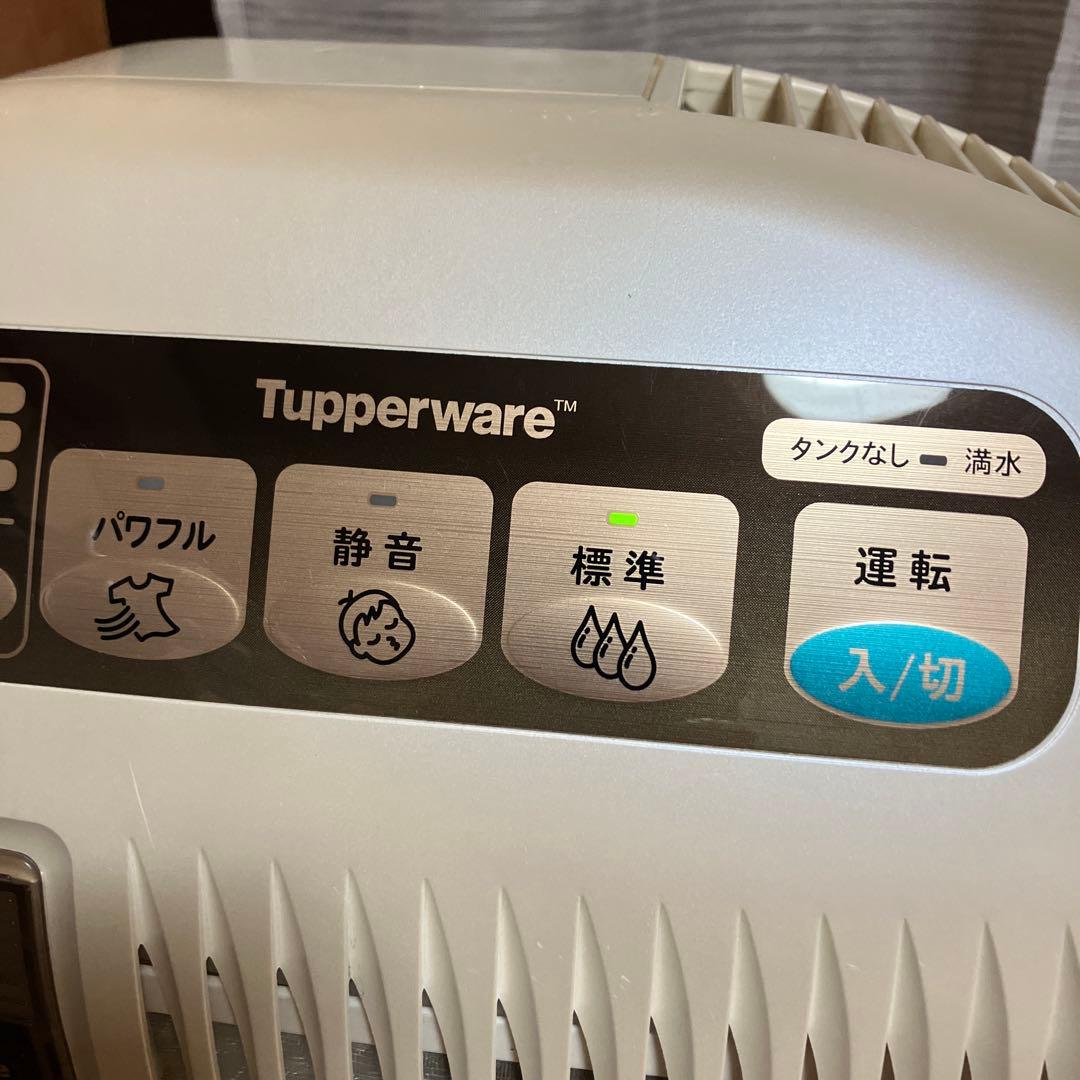 Tupperware™
タンクなし 満水
パワフル
静音
標準
運転
入/切